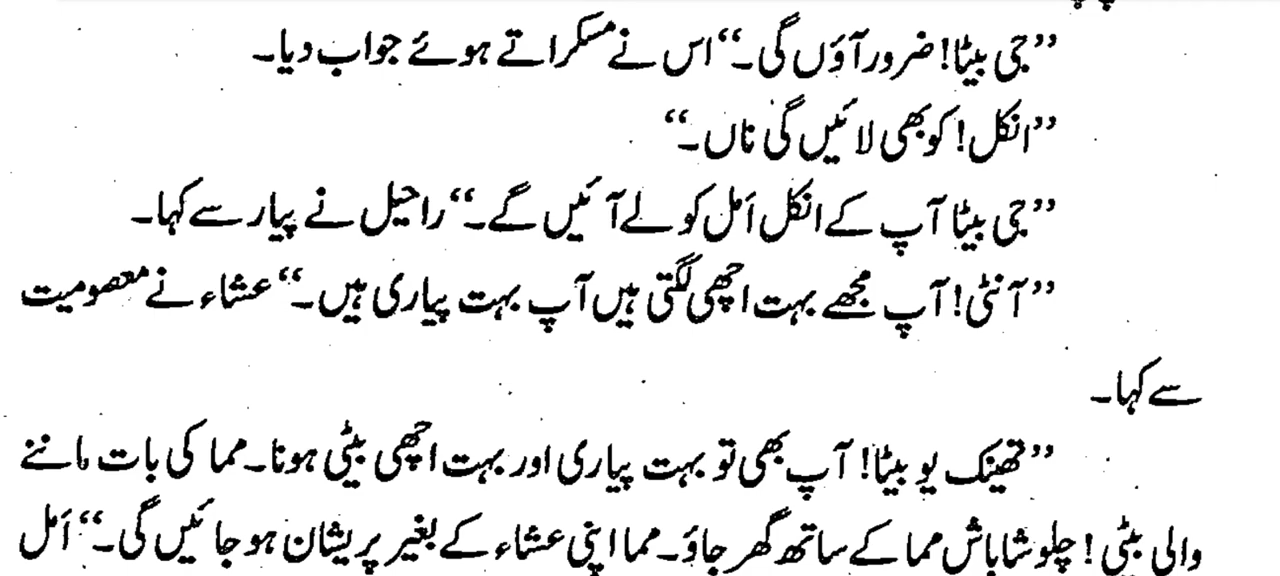 ”جی بیٹا! ضرور آؤں گی۔“ اس نے مسکراتے ہوئے جواب دیا۔
”انکل! کو بھی لائیں گی ناں۔“
”جی بیٹا آپ کے انکل اَمل کو لے آئیں گے۔“ راحیل نے پیار سے کہا۔
”آنٹی! آپ مجھے بہت اچھی لگتی ہیں آپ بہت پیاری ہیں۔“ عشاء نے معصومیت
سے کہا۔
”تھینک یو بیٹا! آپ بھی تو بہت پیاری اور بہت اچھی بیٹی ہونا۔ مما کی بات ماننے
والی بیٹی! چلو شاباش مما کے ساتھ گھر جاؤ۔ مما اپنی عشاء کے بغیر پریشان ہو جائیں گی۔“ اَمل